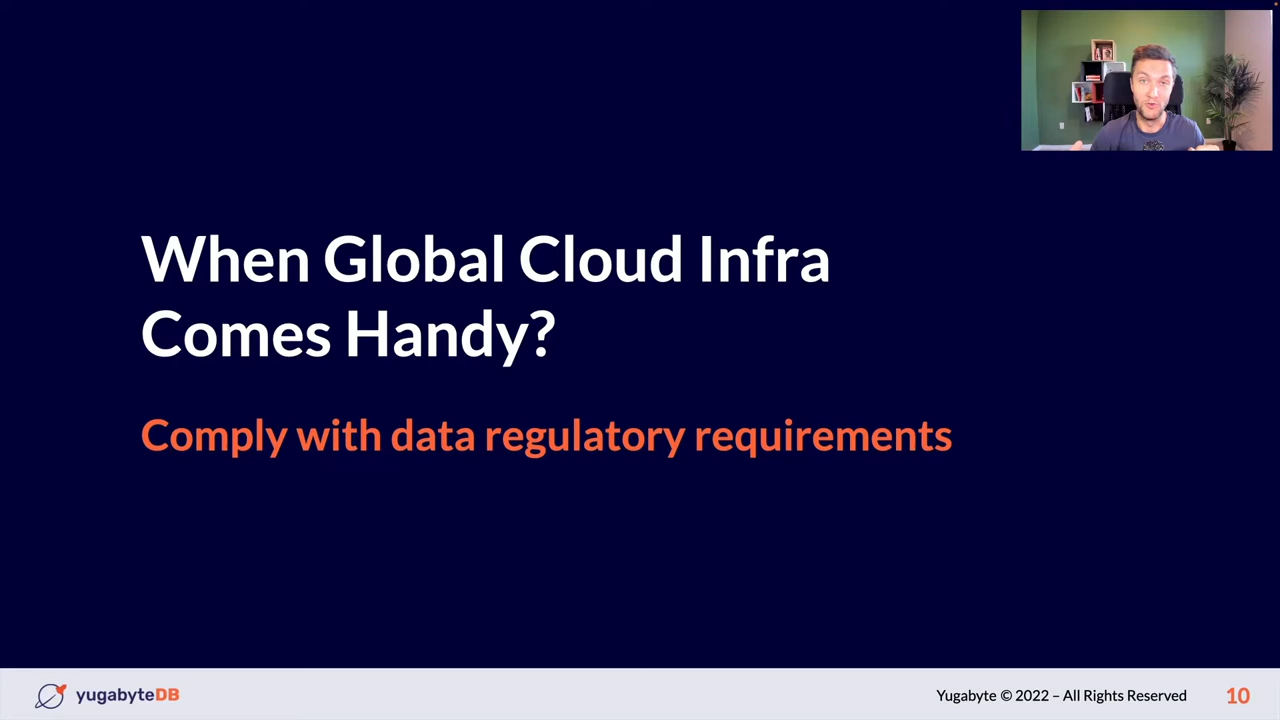 When Global Cloud Infra
Comes Handy?
Comply with data regulatory requirements
yugabyteDB
Yugabyte © 2022 – All Rights Reserved
10